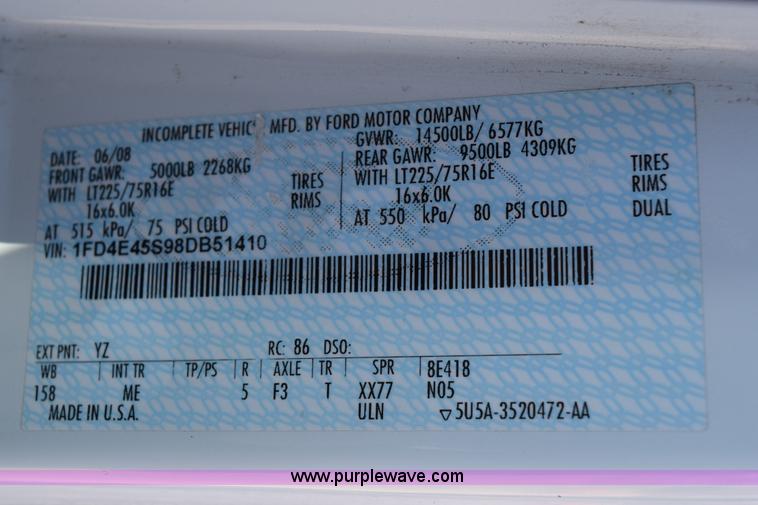 INCOMPLETE VEHIC MFD. BY FORD MOTOR COMPANY
DATE: 06/08 GVWR: 14500LB/ 6577KG
FRONT GAWR: 5000LB 2268KG REAR GAWR: 9500LB 4309KG
WITH LT225/75R16E TIRES WITH LT225/75R16E TIRES
16x6.0K RIMS 16x6.0K RIMS
AT 515 kPa/ 75 PSI COLD AT 550 kPa/ 80 PSI COLD DUAL
VIN: 1FD4E45S98DB51410
EXT PNT: YZ RC: 86 DSO:
WB INT TR TP/PS R AXLE TR SPR 8E418
158 ME 5 F3 T XX77 N05
MADE IN U.S.A. ULN ▽5U5A-3520472-AA
www.purplewave.com